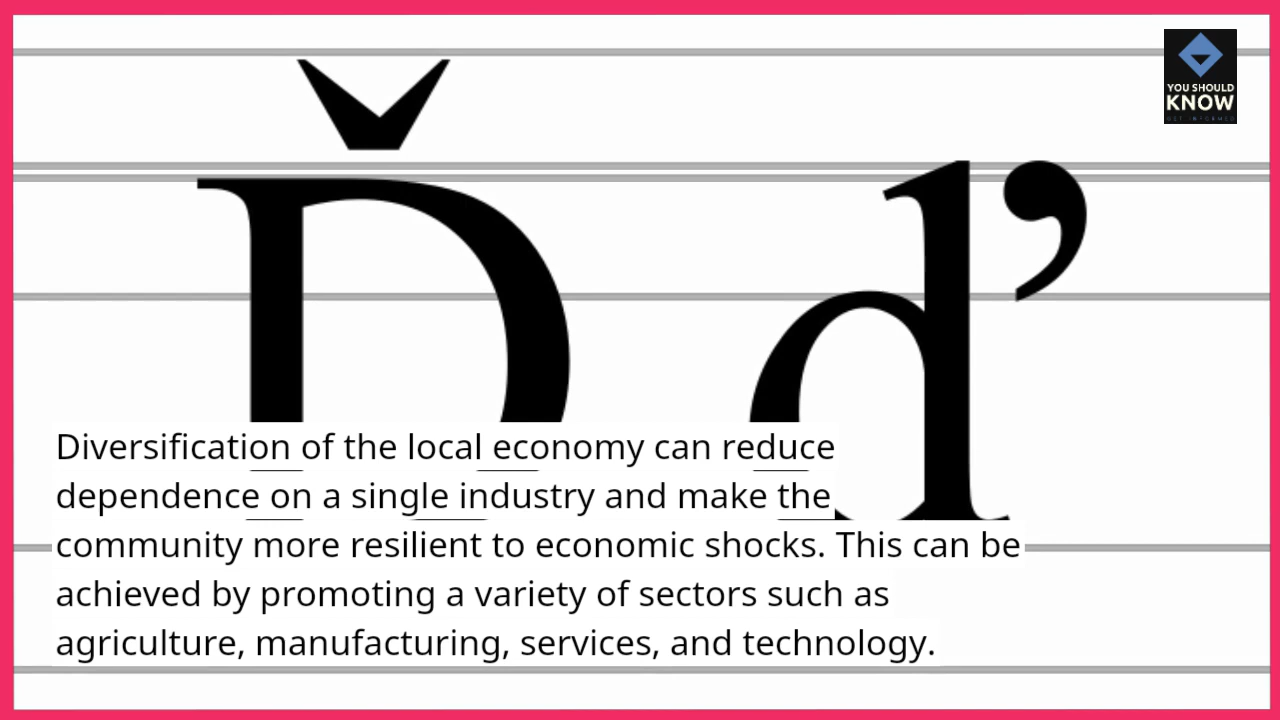 YOU SHOULD
KNOW
GET INFORMED
Ď ď
Diversification of the local economy can reduce
dependence on a single industry and make the
community more resilient to economic shocks. This can be
achieved by promoting a variety of sectors such as
agriculture, manufacturing, services, and technology.